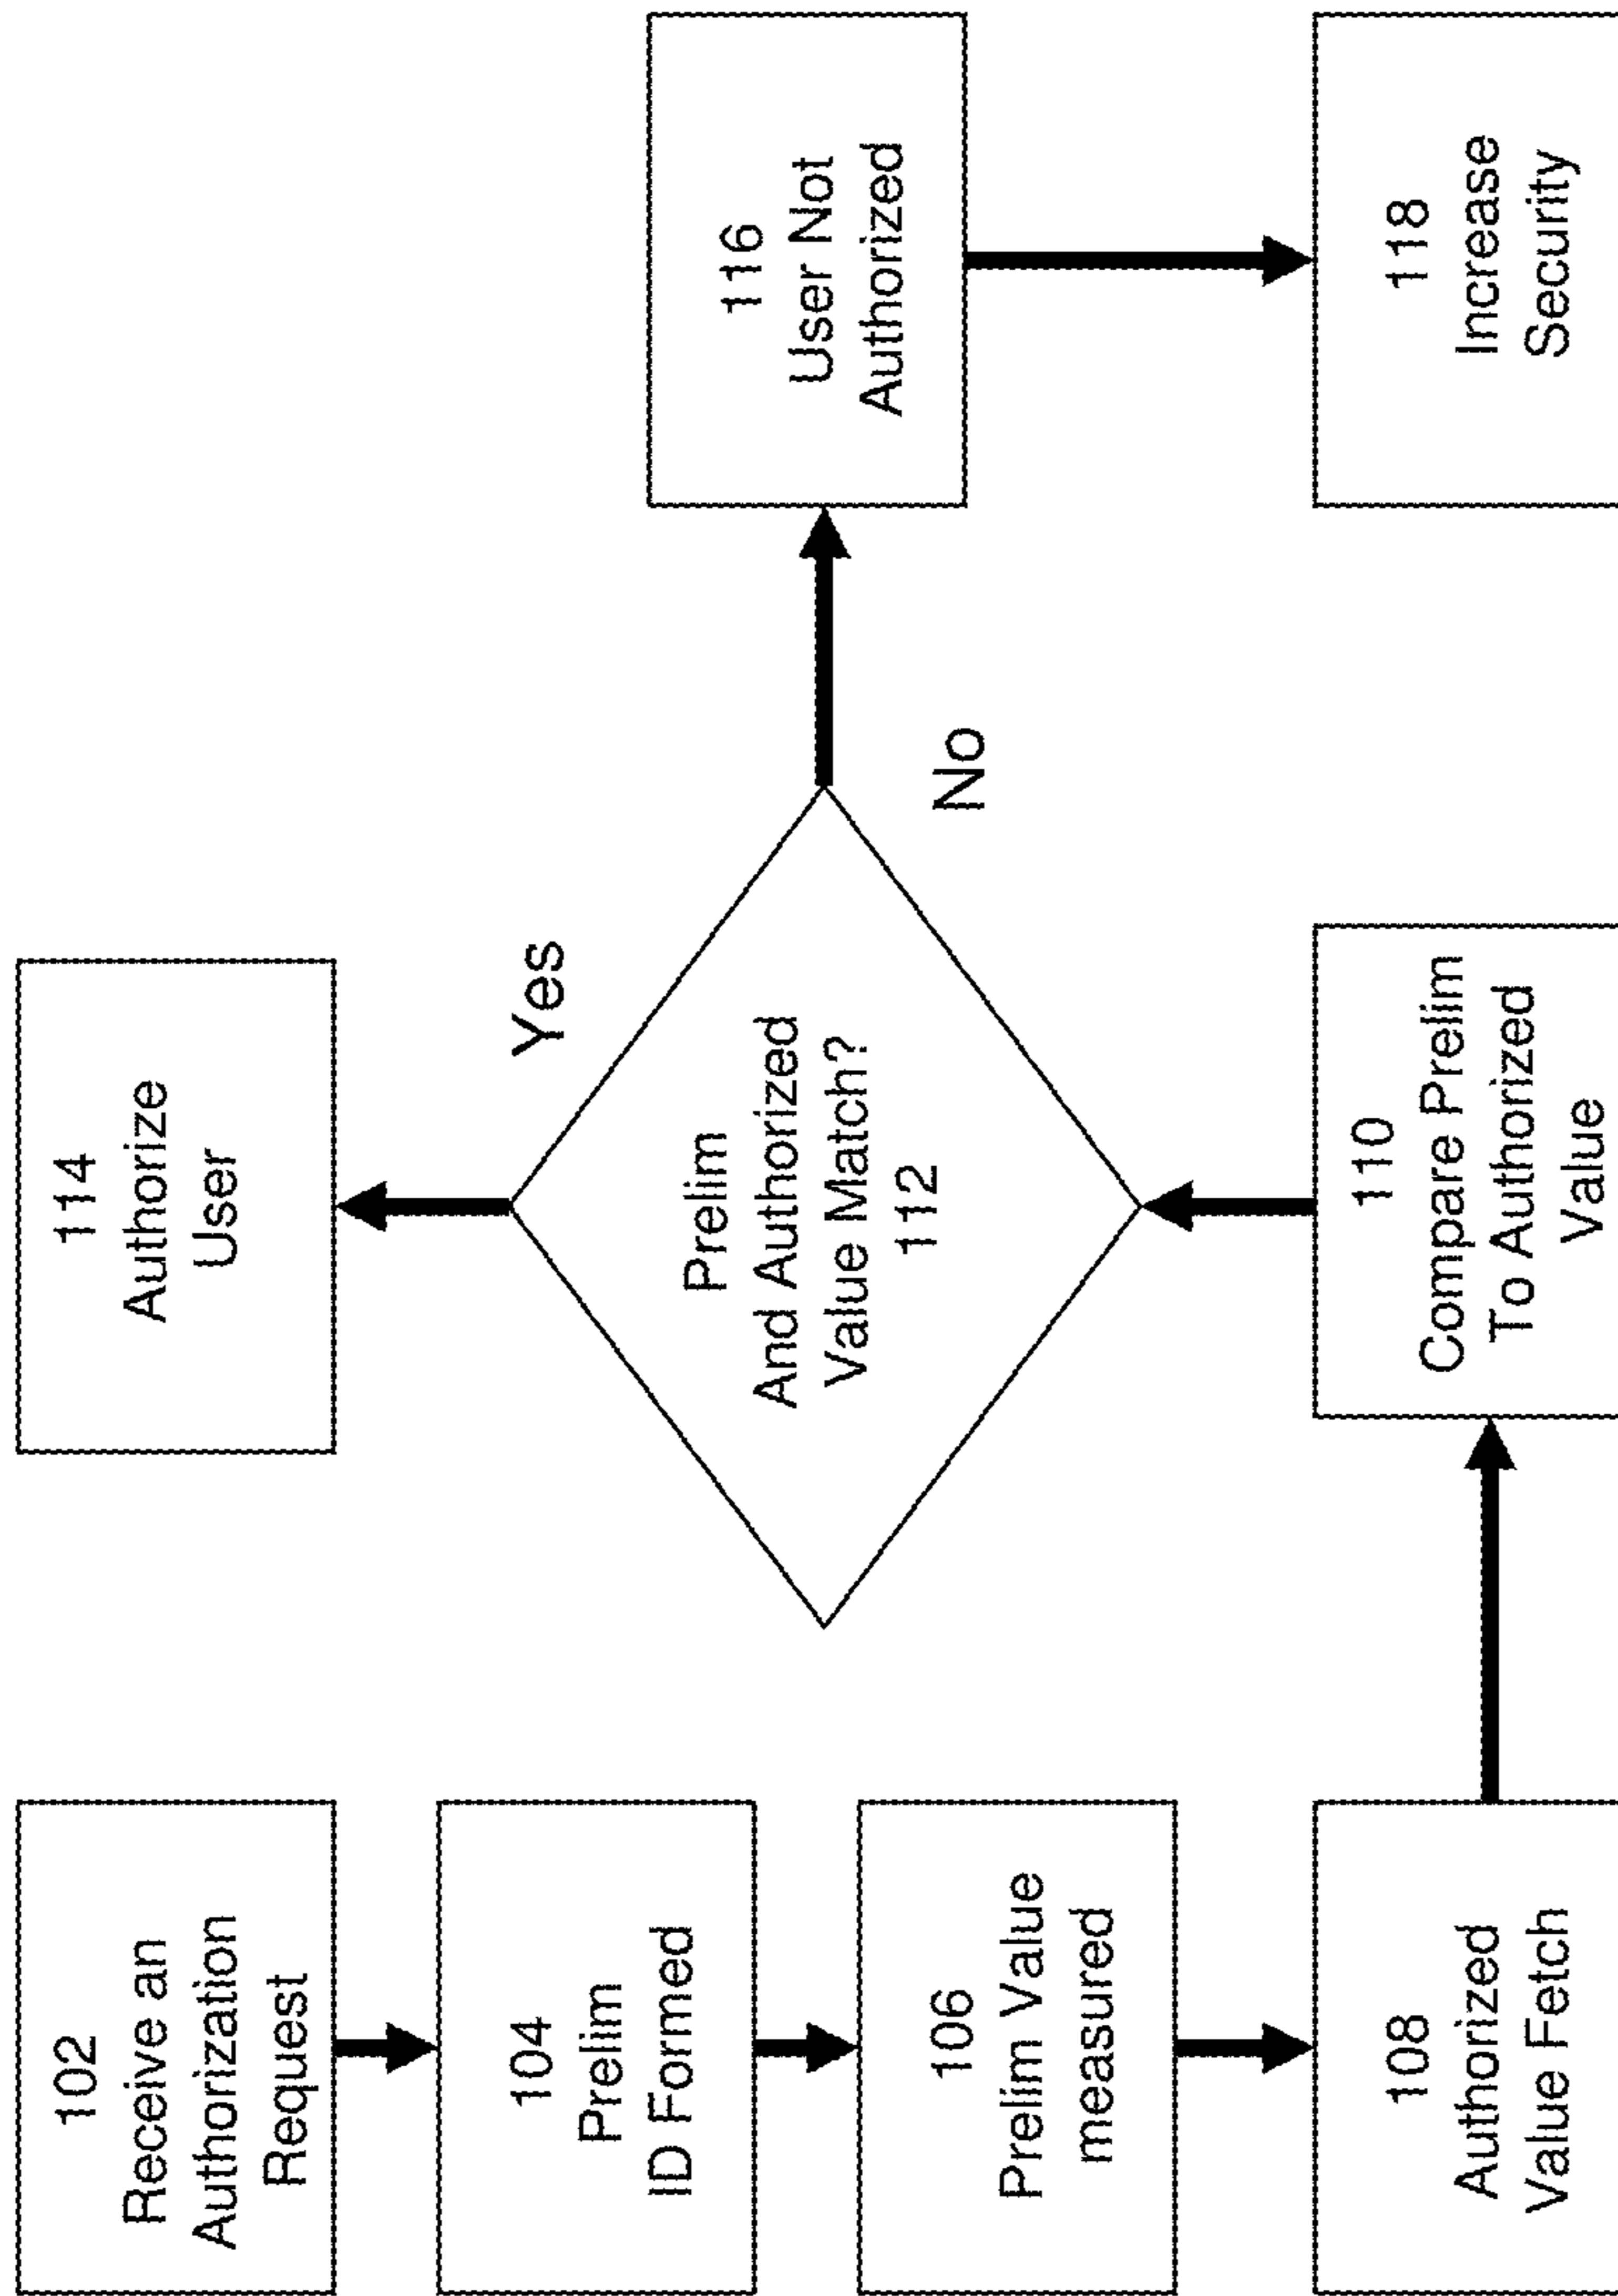 102
Receive an
Authorization
Request
104
Prelim
ID Formed
106
Prelim Value
measured
108
Authorized
Value Fetch
110
Compare Prelim
To Authorized
Value
Prelim
And Authorized
Value Match?
112
Yes
114
Authorize
User
No
116
User Not
Authorized
118
Increase
Security